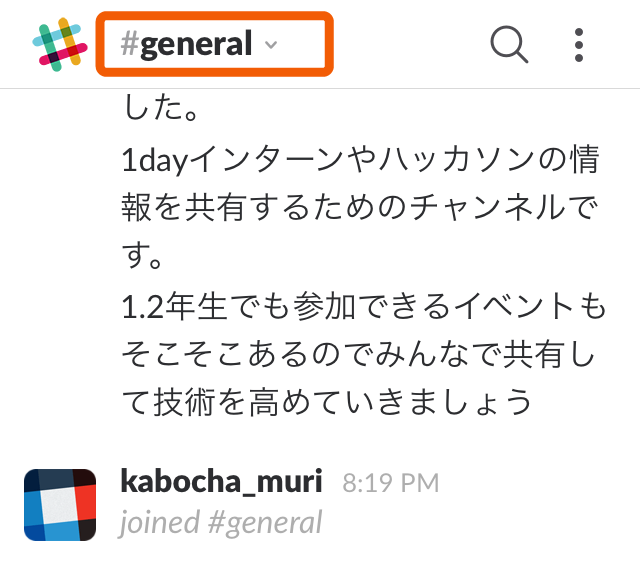 #general
した。
1dayインターンやハッカソンの情
報を共有するためのチャンネルで
す。
1.2年生でも参加できるイベントも
そこそこあるのでみんなで共有し
て技術を高めていきましょう
kabocha_muri 8:19 PM
joined #general